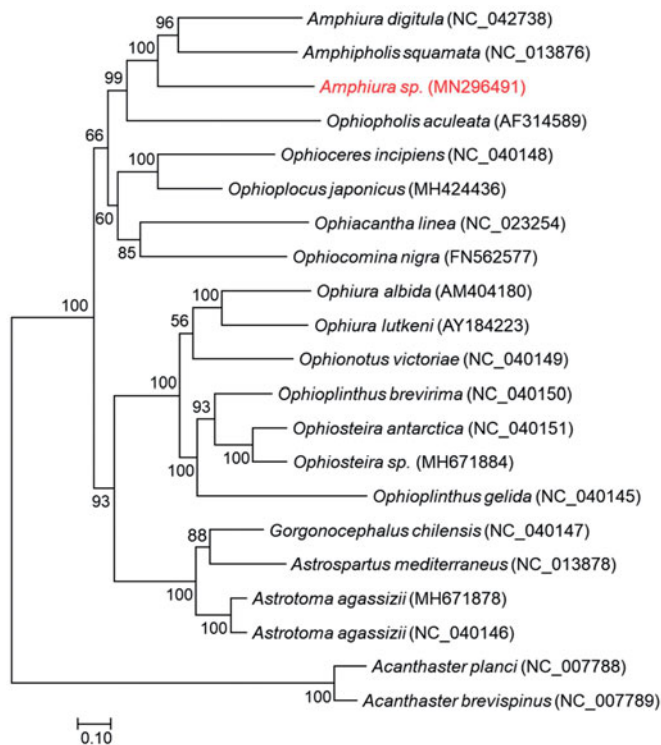 96
Amphiura digitula (NC_042738)
100
Amphipholis squamata (NC_013876)
99
Amphiura sp. (MN296491)
66
Ophiopholis aculeata (AF314589)
100
Ophioceres incipiens (NC_040148)
Ophioplocus japonicus (MH424436)
60
Ophiacantha linea (NC_023254)
85
Ophiocomina nigra (FN562577)
100
100
Ophiura albida (AM404180)
56
Ophiura lutkeni (AY184223)
Ophionotus victoriae (NC_040149)
100
93
Ophioplinthus brevirima (NC_040150)
Ophiosteira antarctica (NC_040151)
100
Ophiosteira sp. (MH671884)
100
93
Ophioplinthus gelida (NC_040145)
88
Gorgonocephalus chilensis (NC_040147)
Astrospartus mediterraneus (NC_013878)
100
Astrotoma agassizii (MH671878)
100
Astrotoma agassizii (NC_040146)
Acanthaster planci (NC_007788)
100
Acanthaster brevispinus (NC_007789)
0.10